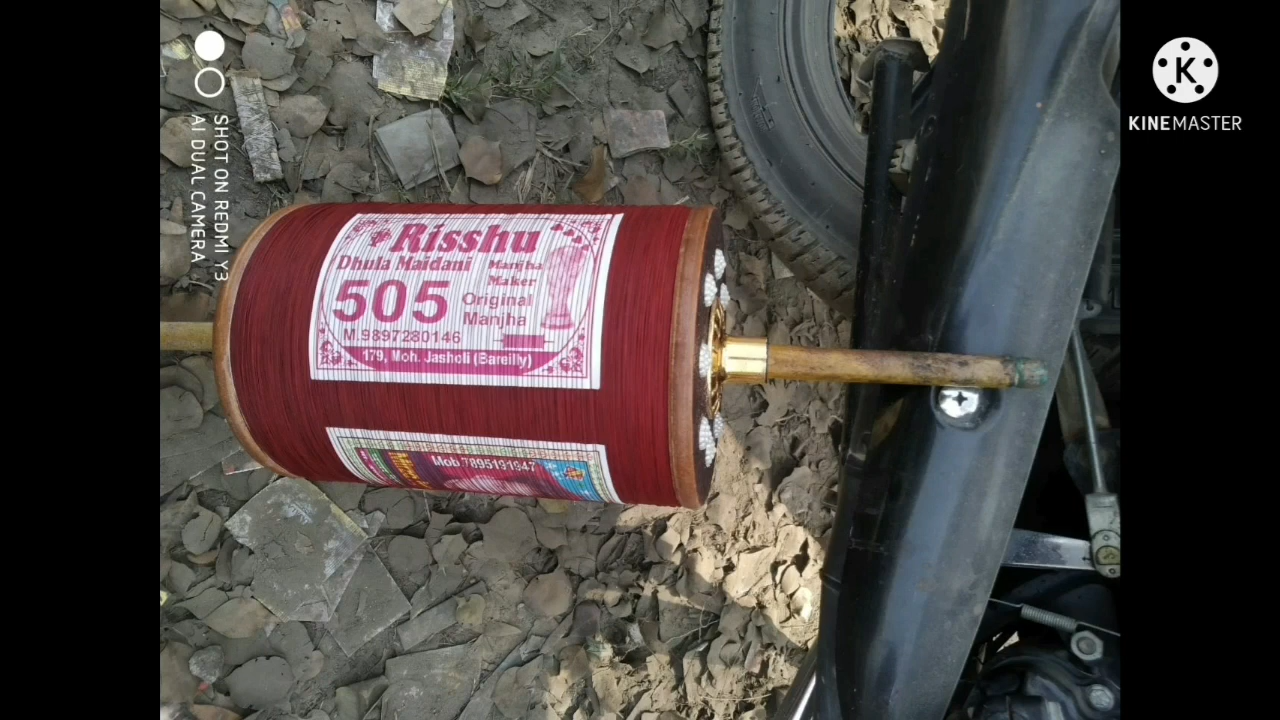 Risshu
Dhula Maidani Manjha
Maker
505 Original
Manjha
M.9897280146
179, Moh. Jasholi (Bareilly)
Mob 7895191947
SHOT ON REDMI Y3
AI DUAL CAMERA
K
KINEMASTER